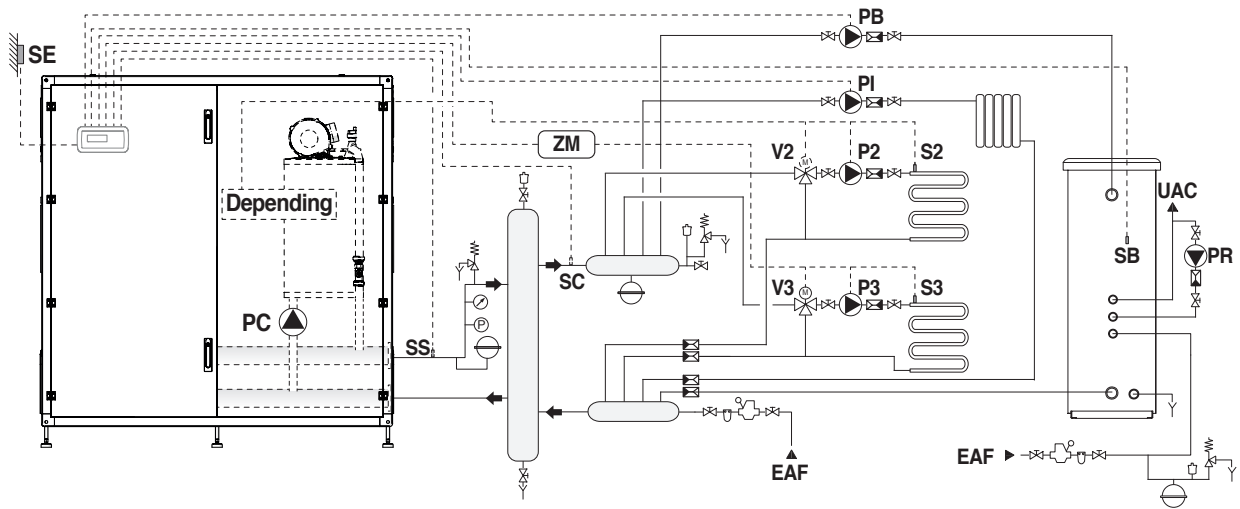 PB
SE
PI
ZM
V2 M P2 S2
Depending
UAC
SC
SB PR
V3 M P3 S3
PC
SS P
EAF
EAF